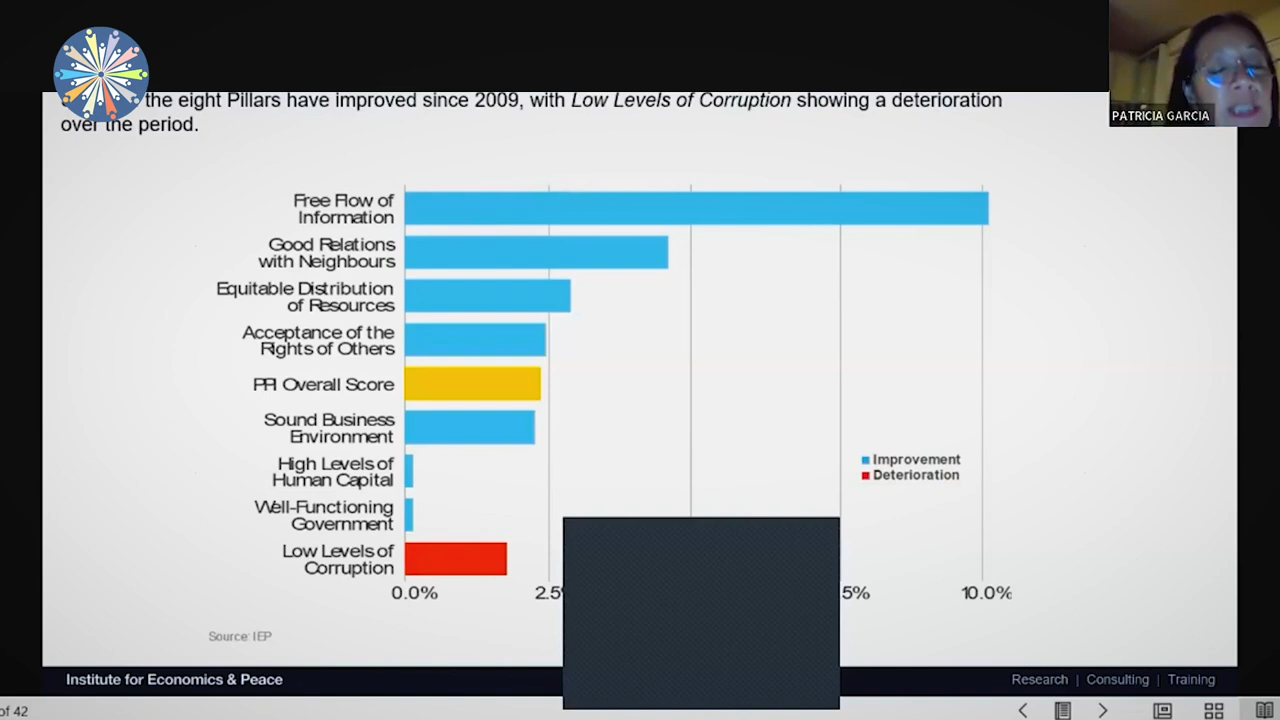 the eight Pillars have improved since 2009, with Low Levels of Corruption showing a deterioration
over the period.
PATRICIA GARCIA
Free Flow of
Information
Good Relations
with Neighbours
Equitable Distribution
of Resources
Acceptance of the
Rights of Others
PPI Overall Score
Sound Business
Environment
High Levels of
Human Capital
Well-Functioning
Government
Low Levels of
Corruption
Improvement
Deterioration
0.0% 2.5 5% 10.0%
Source: IEP
Institute for Economics & Peace
Research | Consulting | Training
of 42